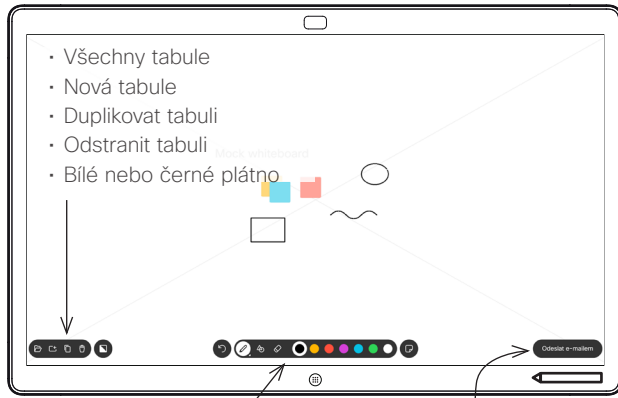 • Všechny tabule
• Nová tabule
• Duplikovat tabuli
• Odstranit tabuli
Mock whiteboard
• Bílé nebo černé plátno
Odeslat e-mailem